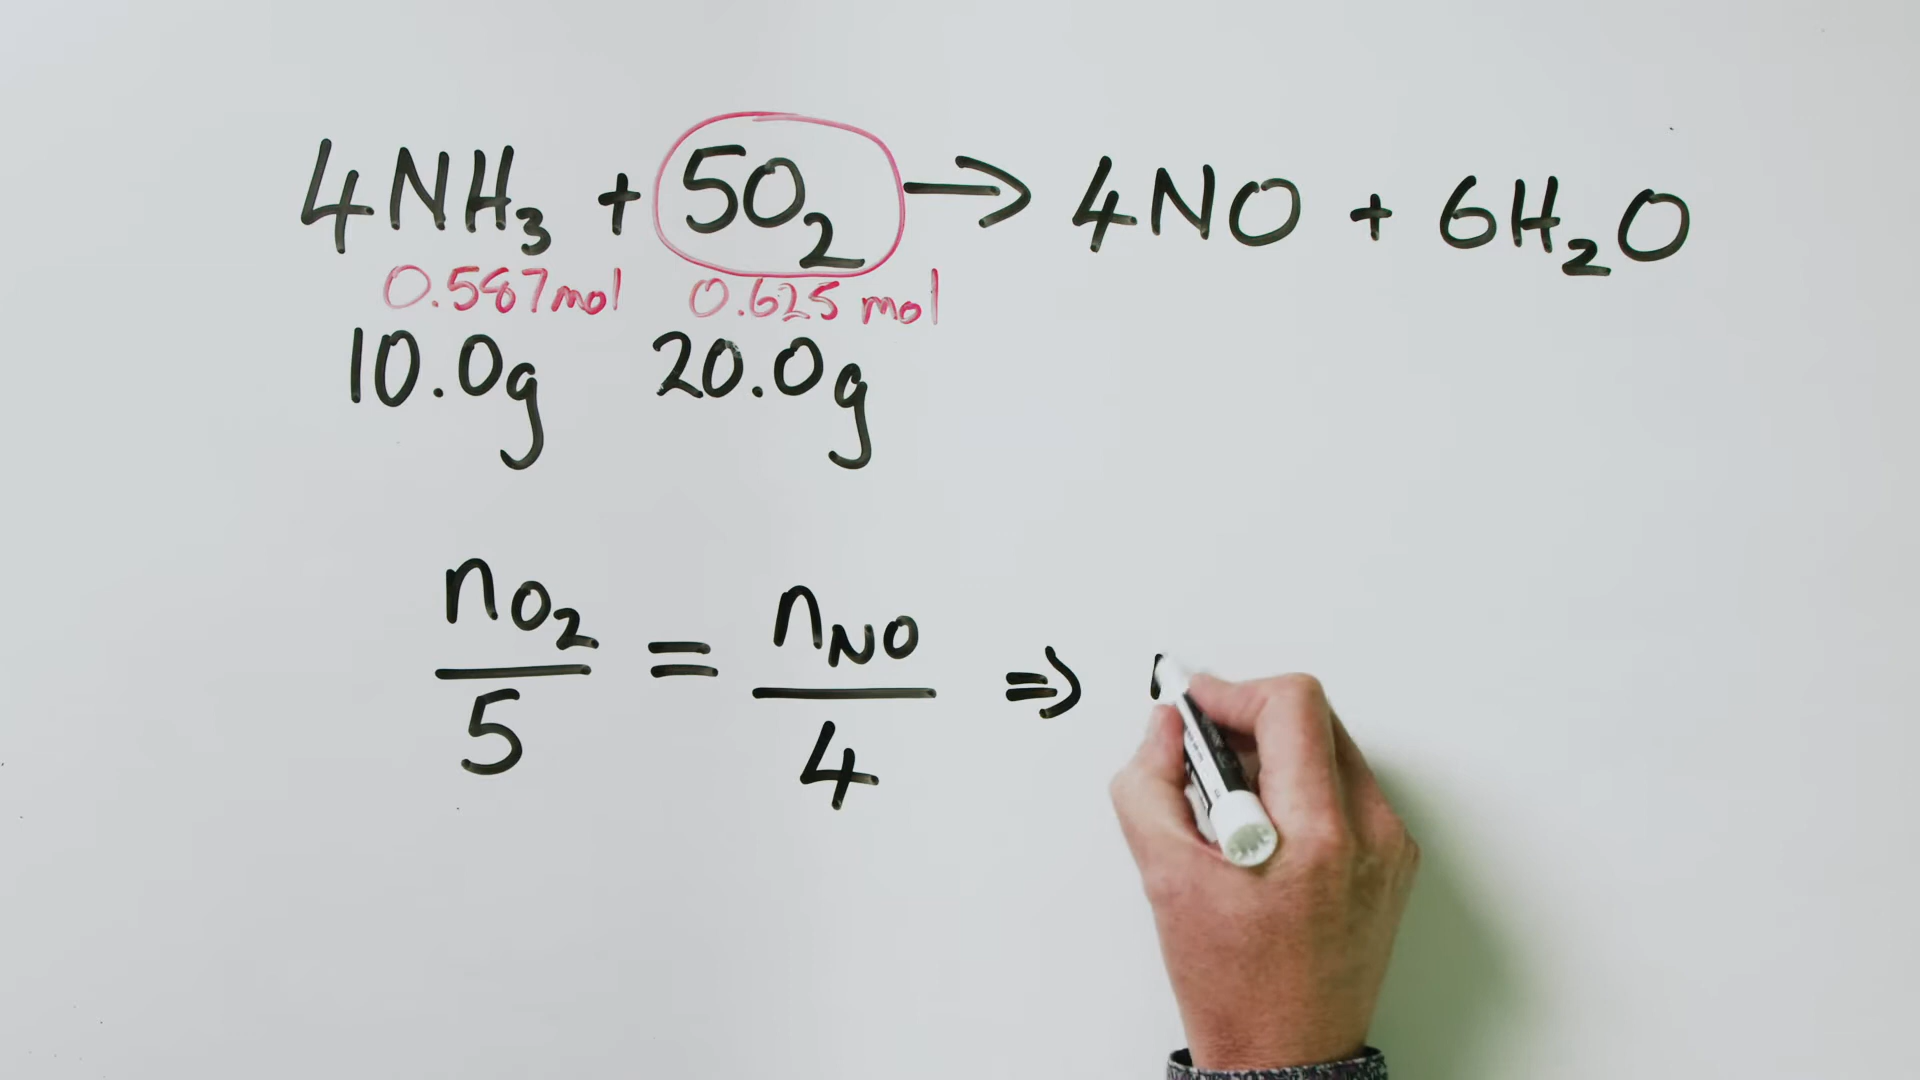 4NH₃ + 5O₂ → 4NO + 6H₂O
0.587mol 0.625 mol
10.0g 20.0g
nO₂/5 = nNO/4 ⇒